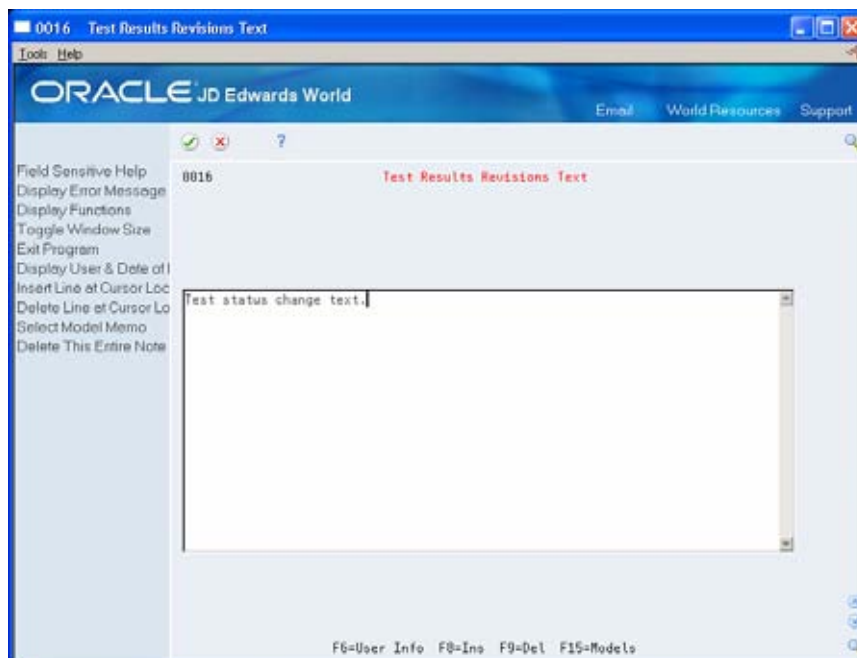 0016 Test Results Revisions Text
Tools Help
ORACLE JD Edwards World
Email World Resources Support
Field Sensitive Help
Display Error Message
Display Functions
Toggle Window Size
Exit Program
Display User & Date of l
Insert Line at Cursor Loc
Delete Line at Cursor Lo
Select Model Memo
Delete This Entire Note
?
0016 Test Results Revisions Text
Test status change text.
F6=User Info F8=Ins F9=Del F15=Models